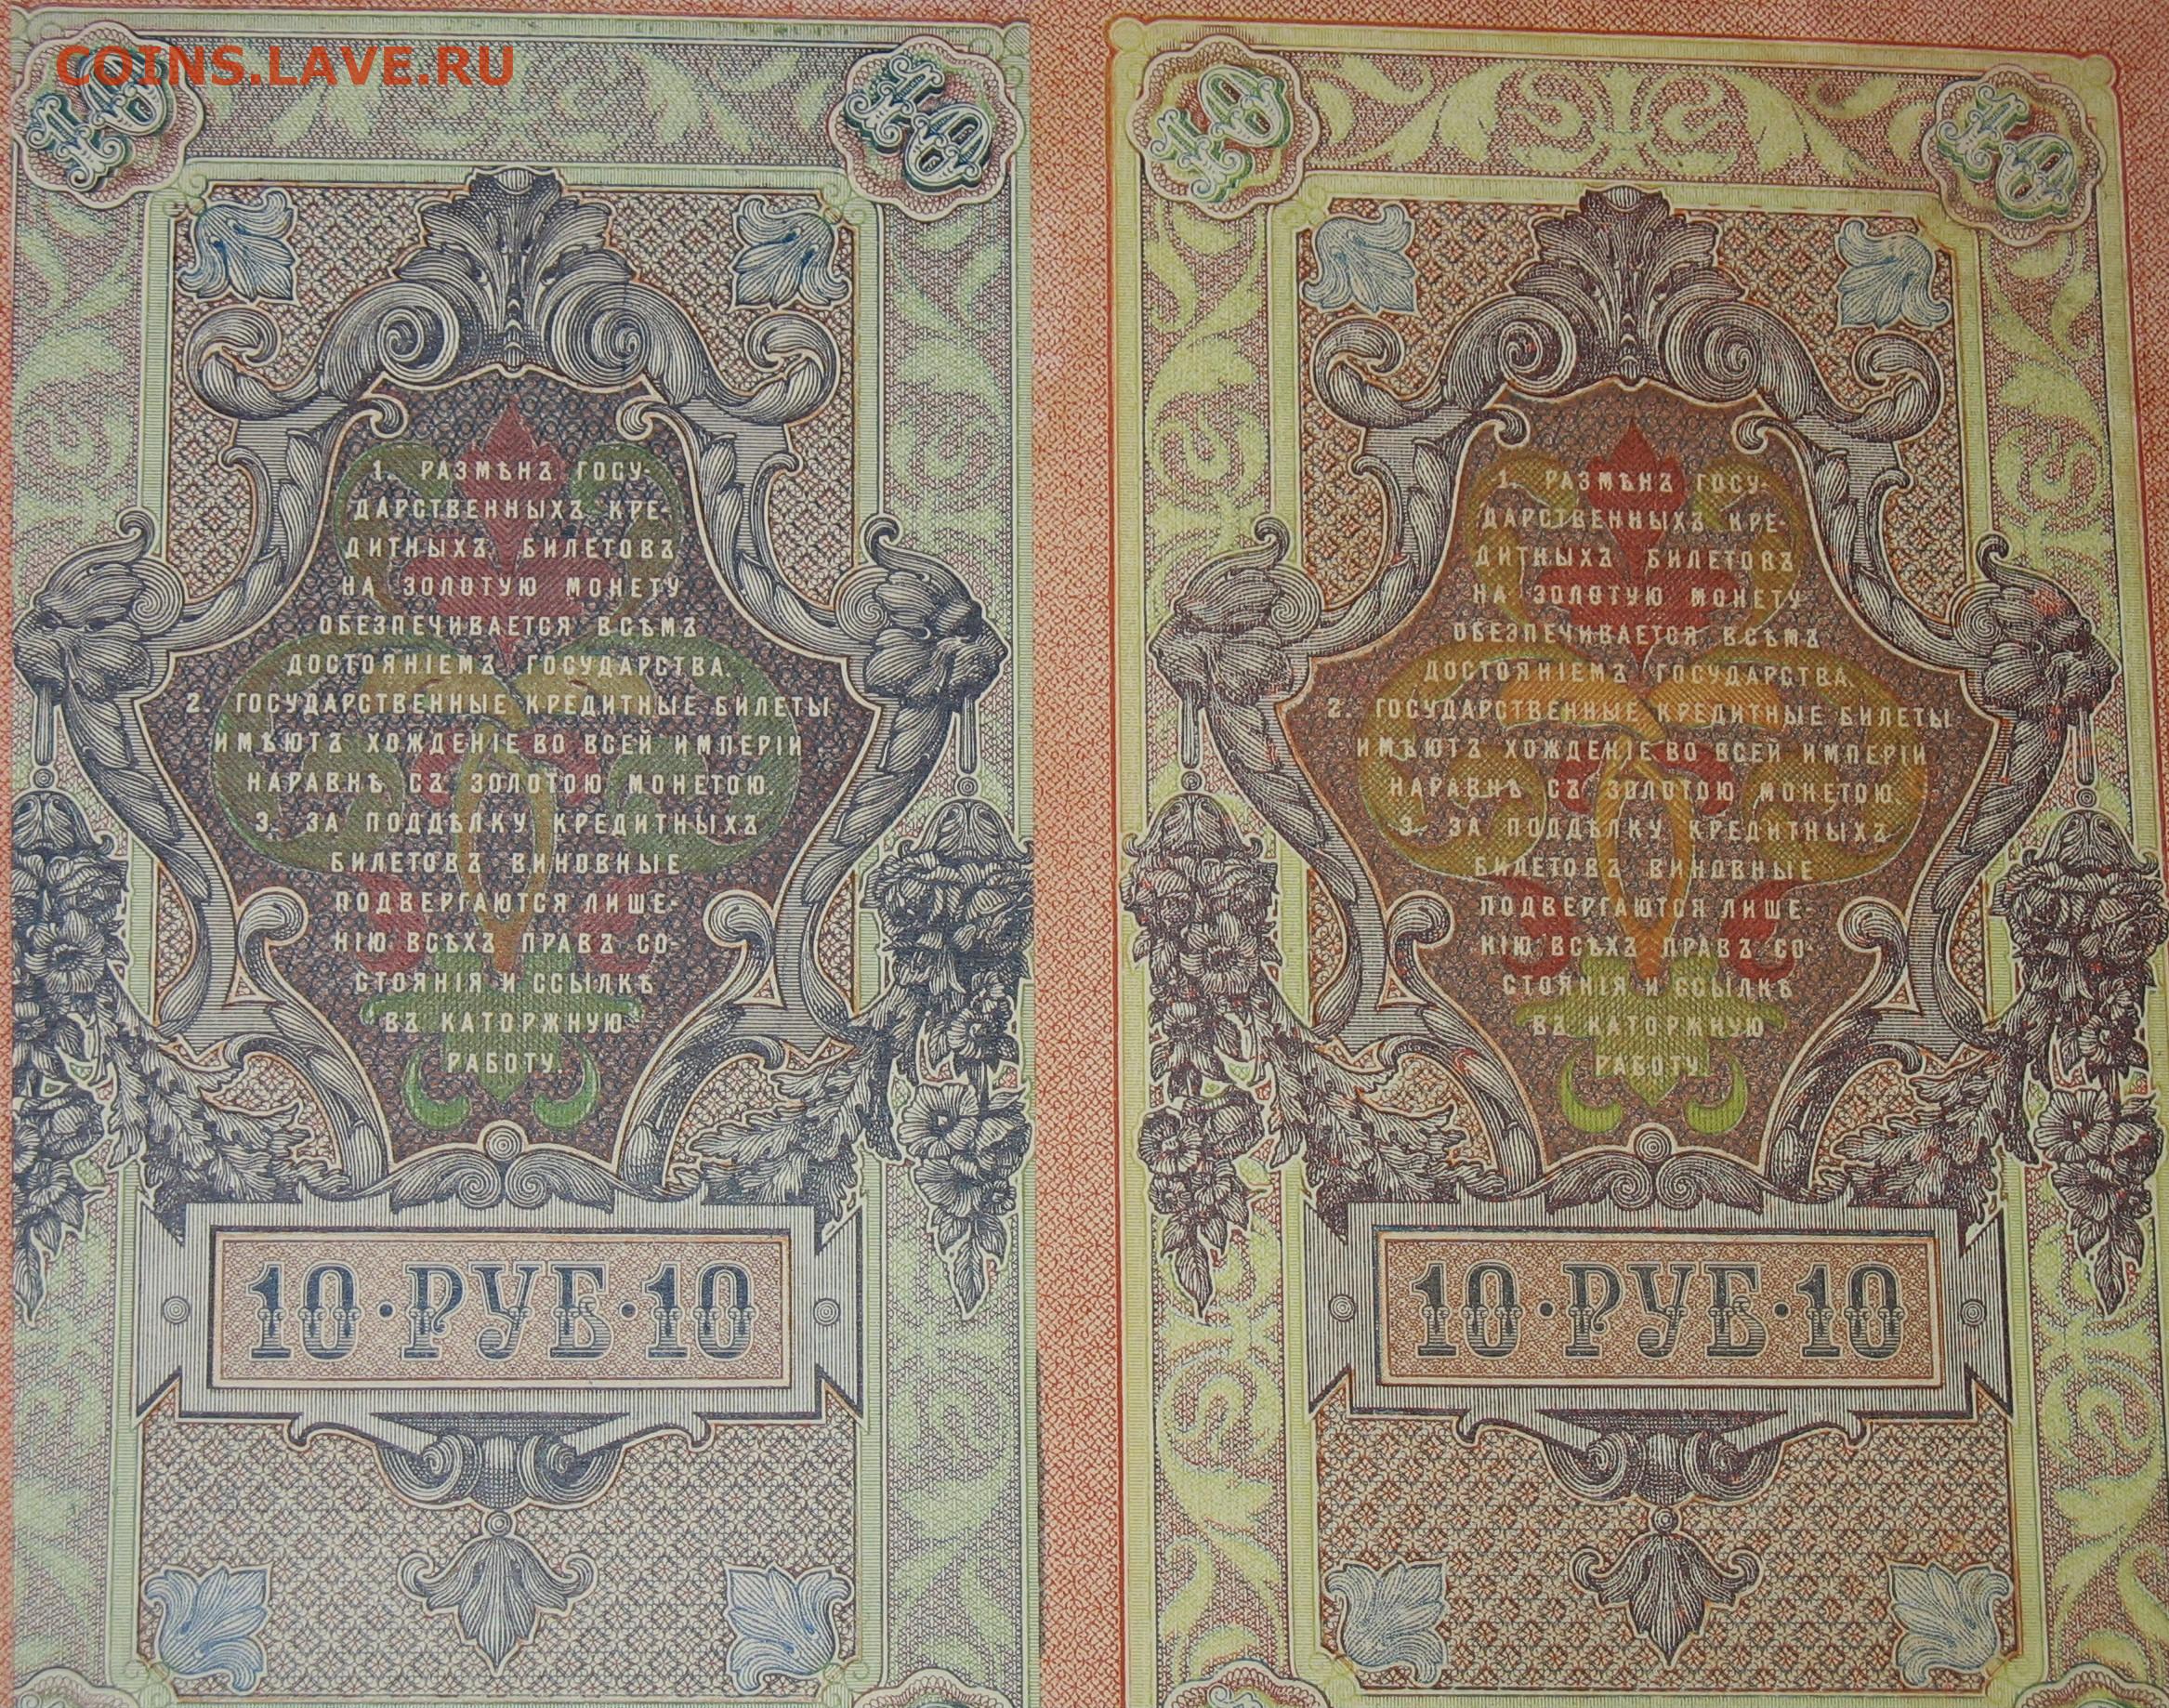 COINS.LAVE.RU
10
10
1. РАЗМѢНЪ ГОСУ-
ДАРСТВЕННЫХЪ КРЕ-
ДИТНЫХЪ БИЛЕТОВЪ
НА ЗОЛОТУЮ МОНЕТУ
ОБЕЗПЕЧИВАЕТСЯ ВСѢМЪ
ДОСТОЯНІЕМЪ ГОСУДАРСТВА.
2. ГОСУДАРСТВЕННЫЕ КРЕДИТНЫЕ БИЛЕТЫ
ИМѢЮТЪ ХОЖДЕНІЕ ВО ВСЕЙ ИМПЕРІИ
НАРАВНѢ СЪ ЗОЛОТОЮ МОНЕТОЮ.
3. ЗА ПОДДѢЛКУ КРЕДИТНЫХЪ
БИЛЕТОВЪ ВИНОВНЫЕ
ПОДВЕРГАЮТСЯ ЛИШЕ-
НІЮ ВСѢХЪ ПРАВЪ СО-
СТОЯНІЯ И ССЫЛКѢ
ВЪ КАТОРЖНУЮ
РАБОТУ.
10·РУБ·10
10
10
1. РАЗМѢНЪ ГОСУ-
ДАРСТВЕННЫХЪ КРЕ-
ДИТНЫХЪ БИЛЕТОВЪ
НА ЗОЛОТУЮ МОНЕТУ
ОБЕЗПЕЧИВАЕТСЯ ВСѢМЪ
ДОСТОЯНІЕМЪ ГОСУДАРСТВА.
2. ГОСУДАРСТВЕННЫЕ КРЕДИТНЫЕ БИЛЕТЫ
ИМѢЮТЪ ХОЖДЕНІЕ ВО ВСЕЙ ИМПЕРІИ
НАРАВНѢ СЪ ЗОЛОТОЮ МОНЕТОЮ.
3. ЗА ПОДДѢЛКУ КРЕДИТНЫХЪ
БИЛЕТОВЪ ВИНОВНЫЕ
ПОДВЕРГАЮТСЯ ЛИШЕ-
НІЮ ВСѢХЪ ПРАВЪ СО-
СТОЯНІЯ И ССЫЛКѢ
ВЪ КАТОРЖНУЮ
РАБОТУ.
10·РУБ·10